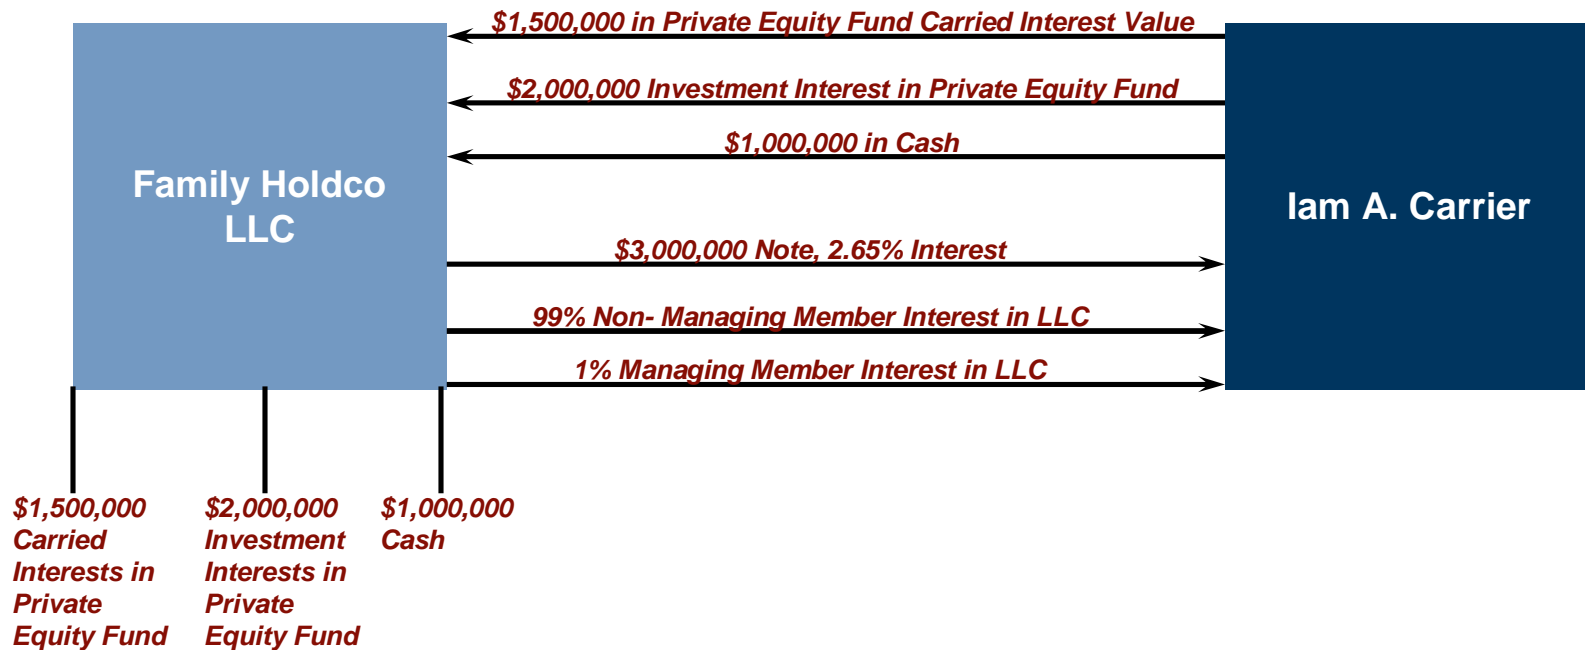 $1,500,000 in Private Equity Fund Carried Interest Value
$2,000,000 Investment Interest in Private Equity Fund
$1,000,000 in Cash
Family Holdco
LLC
Iam A. Carrier
$3,000,000 Note, 2.65% Interest
99% Non- Managing Member Interest in LLC
1% Managing Member Interest in LLC
$1,500,000
Carried
Interests in
Private
Equity Fund
$2,000,000
Investment
Interests in
Private
Equity Fund
$1,000,000
Cash